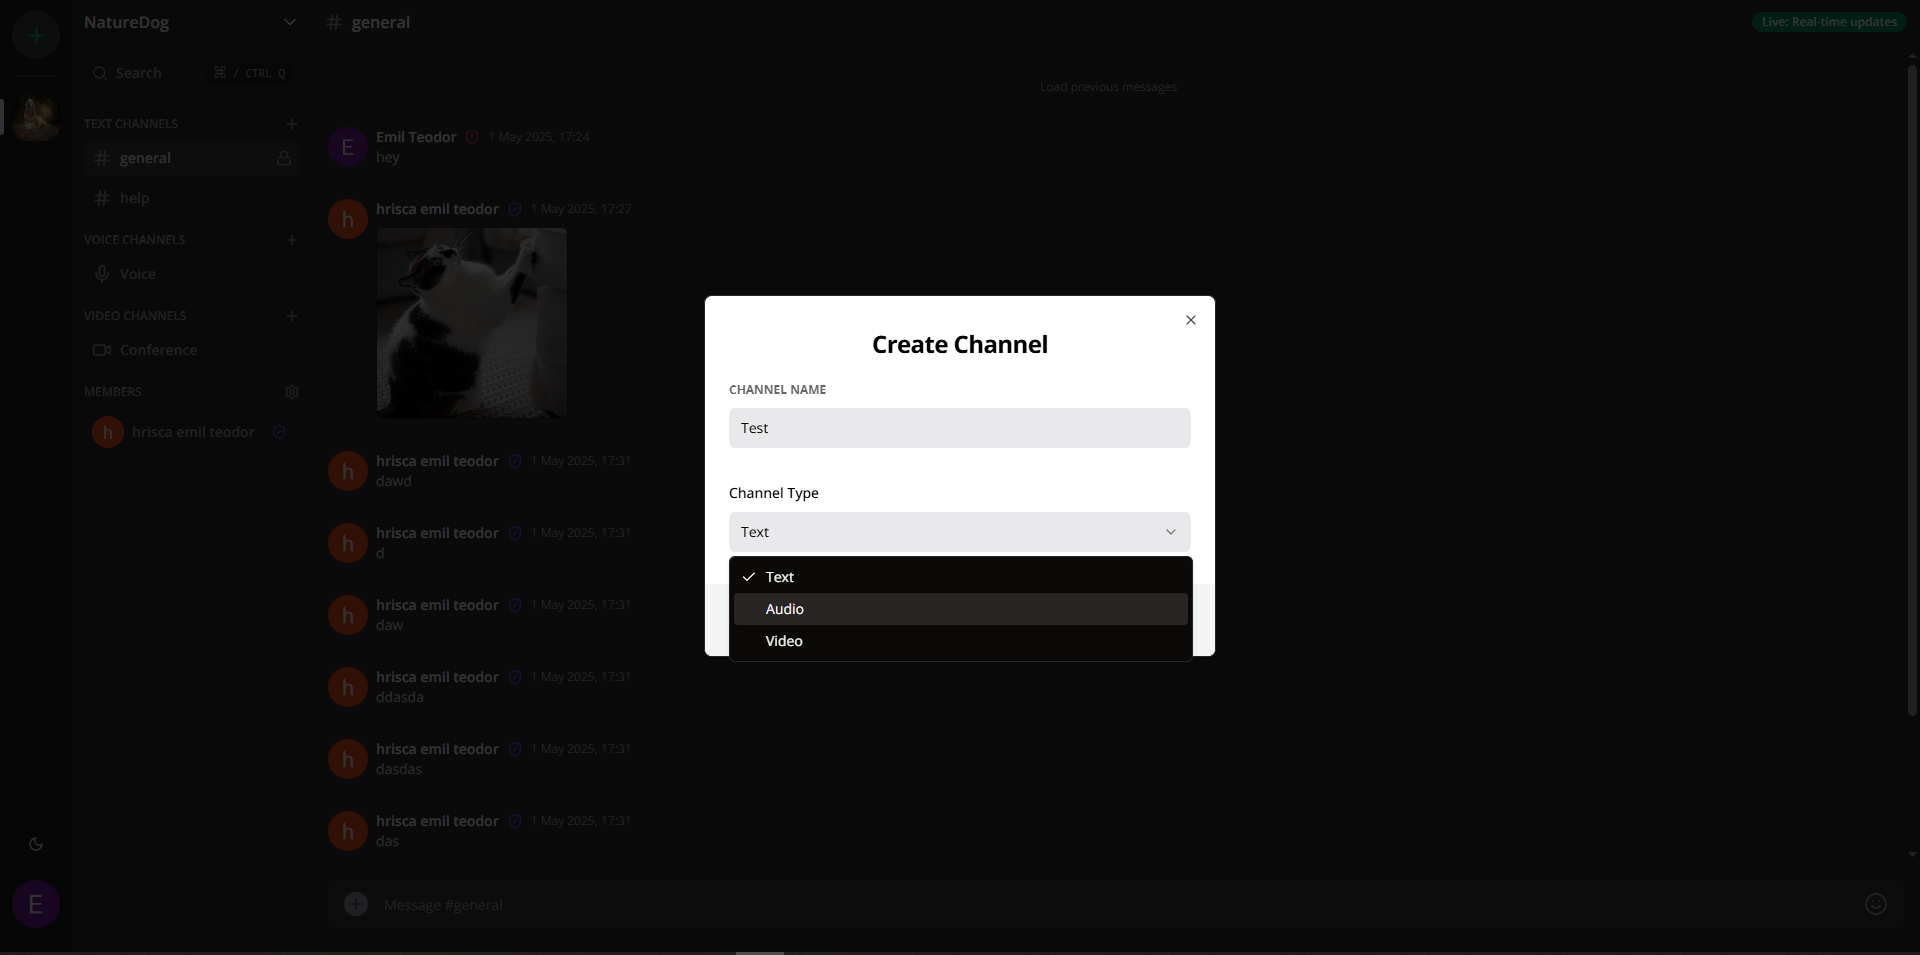 NatureDog
Search
⌘ / CTRL Q
TEXT CHANNELS
general
help
VOICE CHANNELS
Voice
VIDEO CHANNELS
Conference
MEMBERS
h
hrisca emil teodor
E
# general
Live: Real-time updates
Load previous messages
E
Emil Teodor 1 May 2025, 17:24
hey
h
hrisca emil teodor 1 May 2025, 17:27
h
hrisca emil teodor 1 May 2025, 17:31
dawd
h
hrisca emil teodor 1 May 2025, 17:31
d
h
hrisca emil teodor 1 May 2025, 17:31
daw
h
hrisca emil teodor 1 May 2025, 17:31
ddasda
h
hrisca emil teodor 1 May 2025, 17:31
dasdas
h
hrisca emil teodor 1 May 2025, 17:31
das
Message #general
Create Channel
CHANNEL NAME
Test
Channel Type
Text
Text
Audio
Video